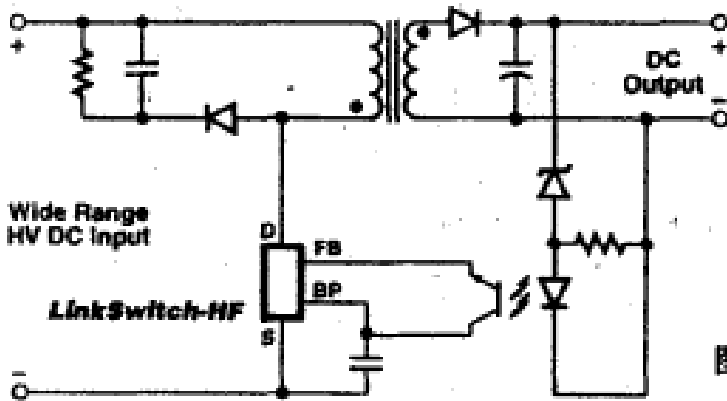 +
+
DC
Output
−
Wide Range
HV DC Input
D
FB
BP
LinkSwitch-HF
S
−